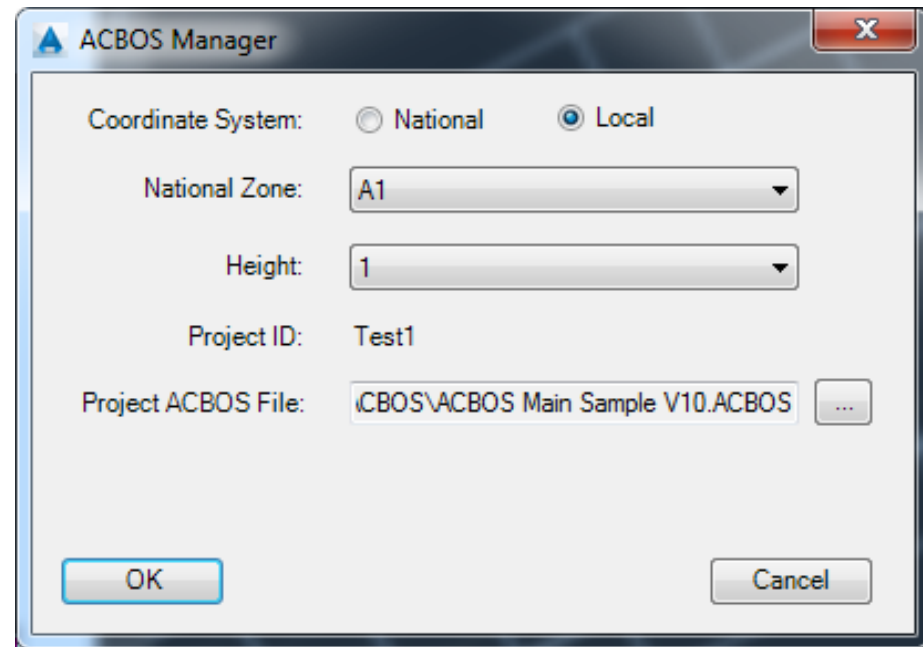 ACBOS Manager
Coordinate System: National Local
National Zone: A1
Height: 1
Project ID: Test1
Project ACBOS File: \CBOS\ACBOS Main Sample V10.ACBOS ...
OK Cancel